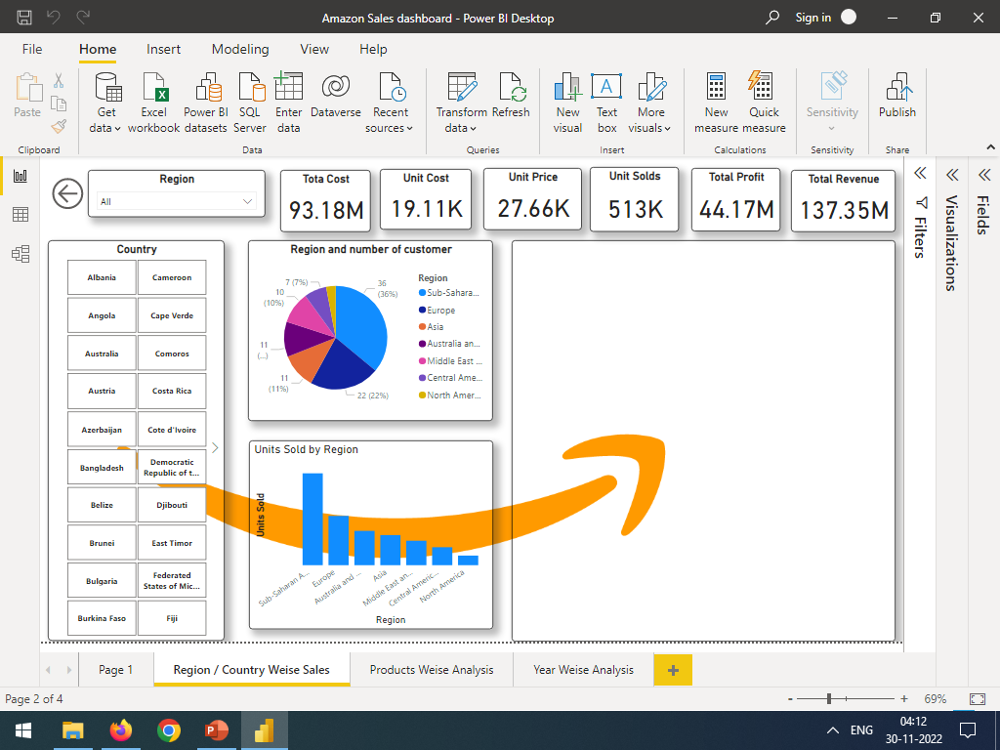 Amazon Sales dashboard - Power BI Desktop
Sign in
File Home Insert Modeling View Help
Paste
Get data
Excel workbook
Power BI datasets
SQL Server
Enter data
Dataverse
Recent sources
Transform data
Refresh
New visual
Text box
More visuals
New measure
Quick measure
Sensitivity
Publish
Clipboard
Data
Queries
Insert
Calculations
Sensitivity
Share
Region
All
Tota Cost
93.18M
Unit Cost
19.11K
Unit Price
27.66K
Unit Solds
513K
Total Profit
44.17M
Total Revenue
137.35M
Filters
Visualizations
Fields
Country
Albania
Cameroon
Angola
Cape Verde
Australia
Comoros
Austria
Costa Rica
Azerbaijan
Cote d'Ivoire
Bangladesh
Democratic
Republic of t...
Belize
Djibouti
Brunei
East Timor
Bulgaria
Federated
States of Mic...
Burkina Faso
Fiji
Region and number of customer
7 (7%)
10
(10%)
11
(...)
11
(11%)
36
(36%)
22 (22%)
Region
Sub-Sahara...
Europe
Asia
Australia an...
Middle East ...
Central Ame...
North Amer...
Units Sold by Region
Units Sold
Sub-Saharan A...
Europe
Australia and ...
Asia
Middle East an...
Central Americ...
North America
Region
Page 1
Region / Country Weise Sales
Products Weise Analysis
Year Weise Analysis
Page 2 of 4
- + 69%
ENG
04:12
30-11-2022